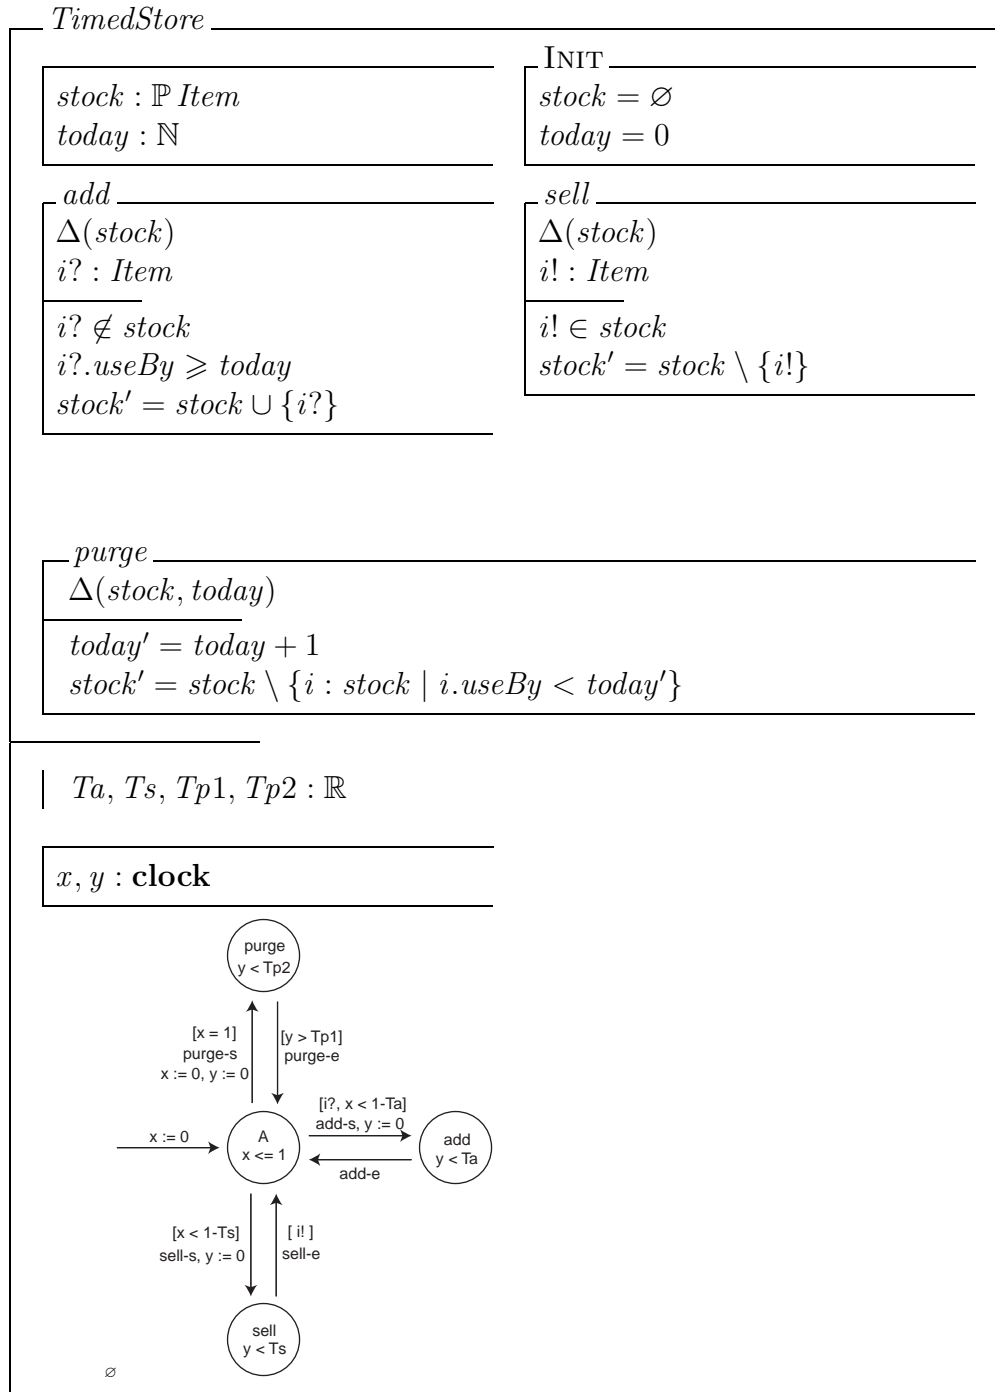 TimedStore
stock : ℙ Item
today : ℕ
INIT
stock = ∅
today = 0
add
Δ(stock)
i? : Item
i? ∉ stock
i?.useBy ⩾ today
stock′ = stock ∪ {i?}
sell
Δ(stock)
i! : Item
i! ∈ stock
stock′ = stock \ {i!}
purge
Δ(stock, today)
today′ = today + 1
stock′ = stock \ {i : stock | i.useBy < today′}
Ta, Ts, Tp1, Tp2 : ℝ
x, y : clock
purge
y < Tp2
[x = 1]
purge-s
x := 0, y := 0
[y > Tp1]
purge-e
x := 0
A
x <= 1
[i?, x < 1-Ta]
add-s, y := 0
add-e
add
y < Ta
[x < 1-Ts]
sell-s, y := 0
[ i! ]
sell-e
sell
y < Ts
∅